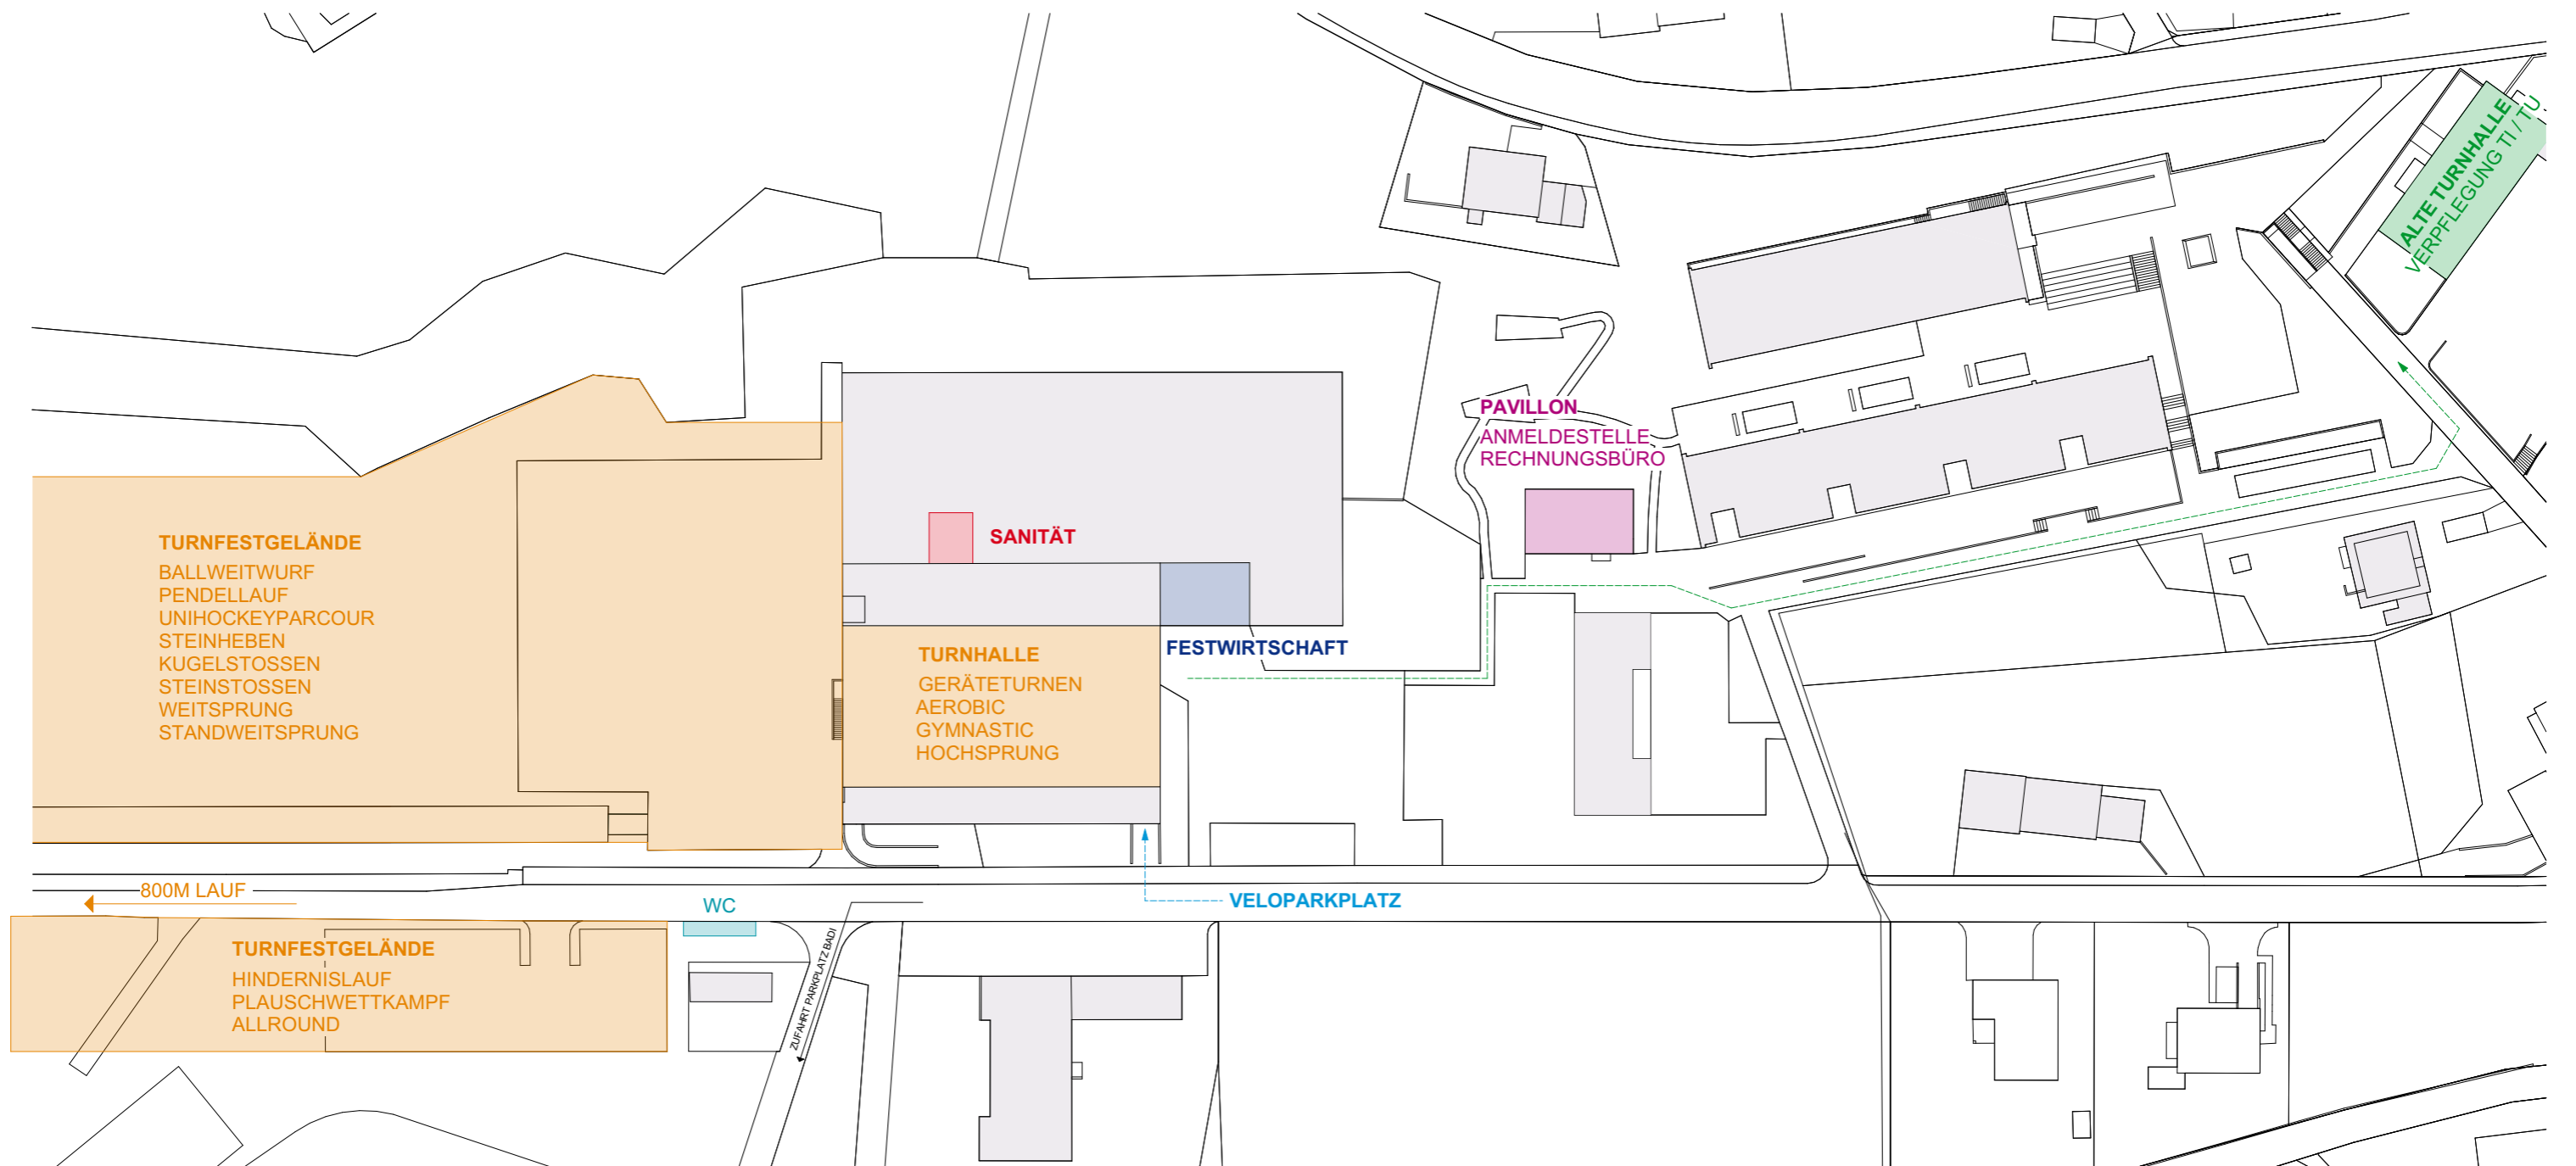 ALTE TURNHALLE
VERPFLEGUNG TI / TU
PAVILLON
ANMELDESTELLE
RECHNUNGSBÜRO
SANITÄT
TURNFESTGELÄNDE
BALLWEITWURF
PENDELLAUF
UNIHOCKEYPARCOUR
STEINHEBEN
KUGELSTOSSEN
STEINSTOSSEN
WEITSPRUNG
STANDWEITSPRUNG
FESTWIRTSCHAFT
TURNHALLE
GERÄTETURNEN
AEROBIC
GYMNASTIC
HOCHSPRUNG
800M LAUF
WC
VELOPARKPLATZ
ZUFAHRT PARKPLATZ BADI
TURNFESTGELÄNDE
HINDERNISLAUF
PLAUSCHWETTKAMPF
ALLROUND